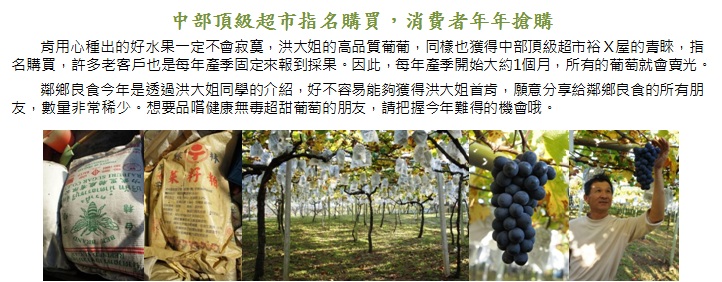 中部頂級超市指名購買，消費者年年搶購
肯用心種出的好水果一定不會寂寞，洪大姐的高品質葡萄，同樣也獲得中部頂級超市裕Ｘ屋的青睞，指
名購買，許多老客戶也是每年產季固定來報到採果。因此，每年產季開始大約1個月，所有的葡萄就會賣光。
鄰鄉良食今年是透過洪大姐同學的介紹，好不容易能夠獲得洪大姐首肯，願意分享給鄰鄉良食的所有朋
友，數量非常稀少。想要品嚐健康無毒超甜葡萄的朋友，請把握今年難得的機會哦。